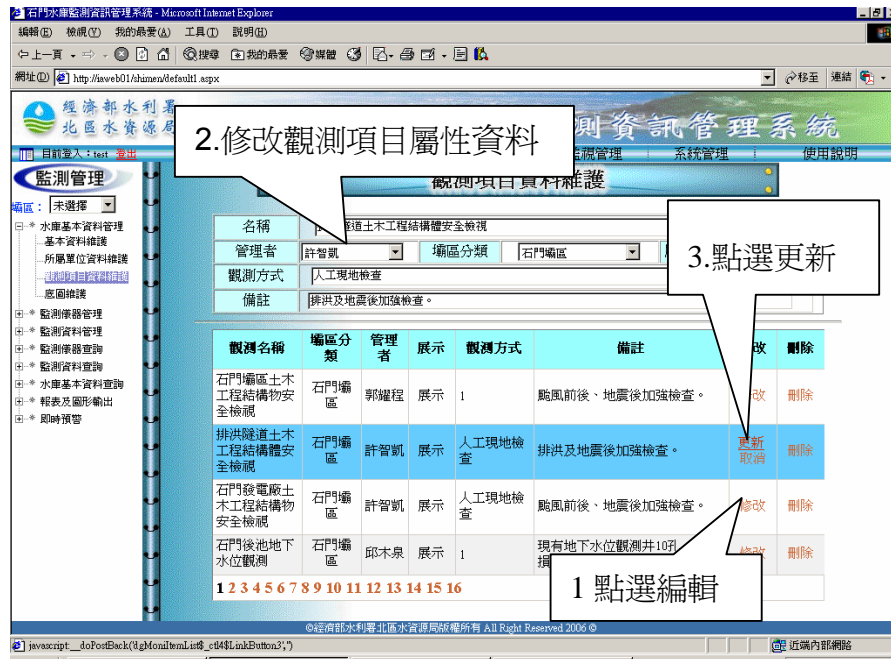 石門水庫監測資訊管理系統 - Microsoft Internet Explorer
編輯(E) 檢視(V) 我的最愛(A) 工具(T) 說明(H)
上一頁 搜尋 我的最愛 媒體
網址(D) http://iaweb01/shimen/default1.aspx 移至 連結
經濟部水利署
北區水資源局
測資訊管理系統
目前登入：test 登出 監視管理 系統管理 使用說明
2.修改觀測項目屬性資料
監測管理
壩區： 未選擇
水庫基本資料管理
基本資料維護
所屬單位資料維護
觀測項目資料維護
底圖維護
監測儀器管理
監測資料管理
監測儀器查詢
監測資料查詢
水庫基本資料查詢
報表及圖形輸出
即時預警
觀測項目資料維護
名稱 道土木工程結構體安全檢視
管理者 許智凱 壩區分類 石門壩區
觀測方式 人工現地檢查
備註 排洪及地震後加強檢查。
3.點選更新
觀測名稱 壩區分類 管理者 展示 觀測方式 備註 改 刪除
石門壩區土木工程結構物安全檢視 石門壩區 郭耀程 展示 1 颱風前後、地震後加強檢查。 改 刪除
排洪隧道土木工程結構體安全檢視 石門壩區 許智凱 展示 人工現地檢查 排洪及地震後加強檢查。 更新 取消 刪除
石門發電廠土木工程結構物安全檢視 石門壩區 許智凱 展示 人工現地檢查 颱風前後、地震後加強檢查。 修改 刪除
石門後池地下水位觀測 石門壩區 邱木泉 展示 1 現有地下水位觀測井10孔 損 修改 刪除
1 2 3 4 5 6 7 8 9 10 11 12 13 14 15 16
1 點選編輯
©經濟部水利署北區水資源局版權所有 All Right Reserved 2006 ©
javascript:__doPostBack('dgMoniItemList$_ctl4$LinkButton3','') 近端內部網路